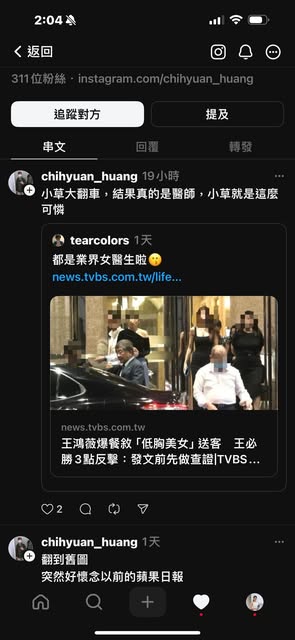 2:04
返回
311位粉絲 · instagram.com/chihyuan_huang
追蹤對方
提及
串文
回覆
轉發
chihyuan_huang 19小時
小草大翻車，結果真的是醫師，小草就是這麼
可憐
tearcolors 1天
都是業界女醫生啦🤫
news.tvbs.com.tw/life...
news.tvbs.com.tw
王鴻薇爆餐敘「低胸美女」送客　王必
勝3點反擊：發文前先做查證|TVBS...
2
chihyuan_huang 1天
翻到舊圖
突然好懷念以前的蘋果日報